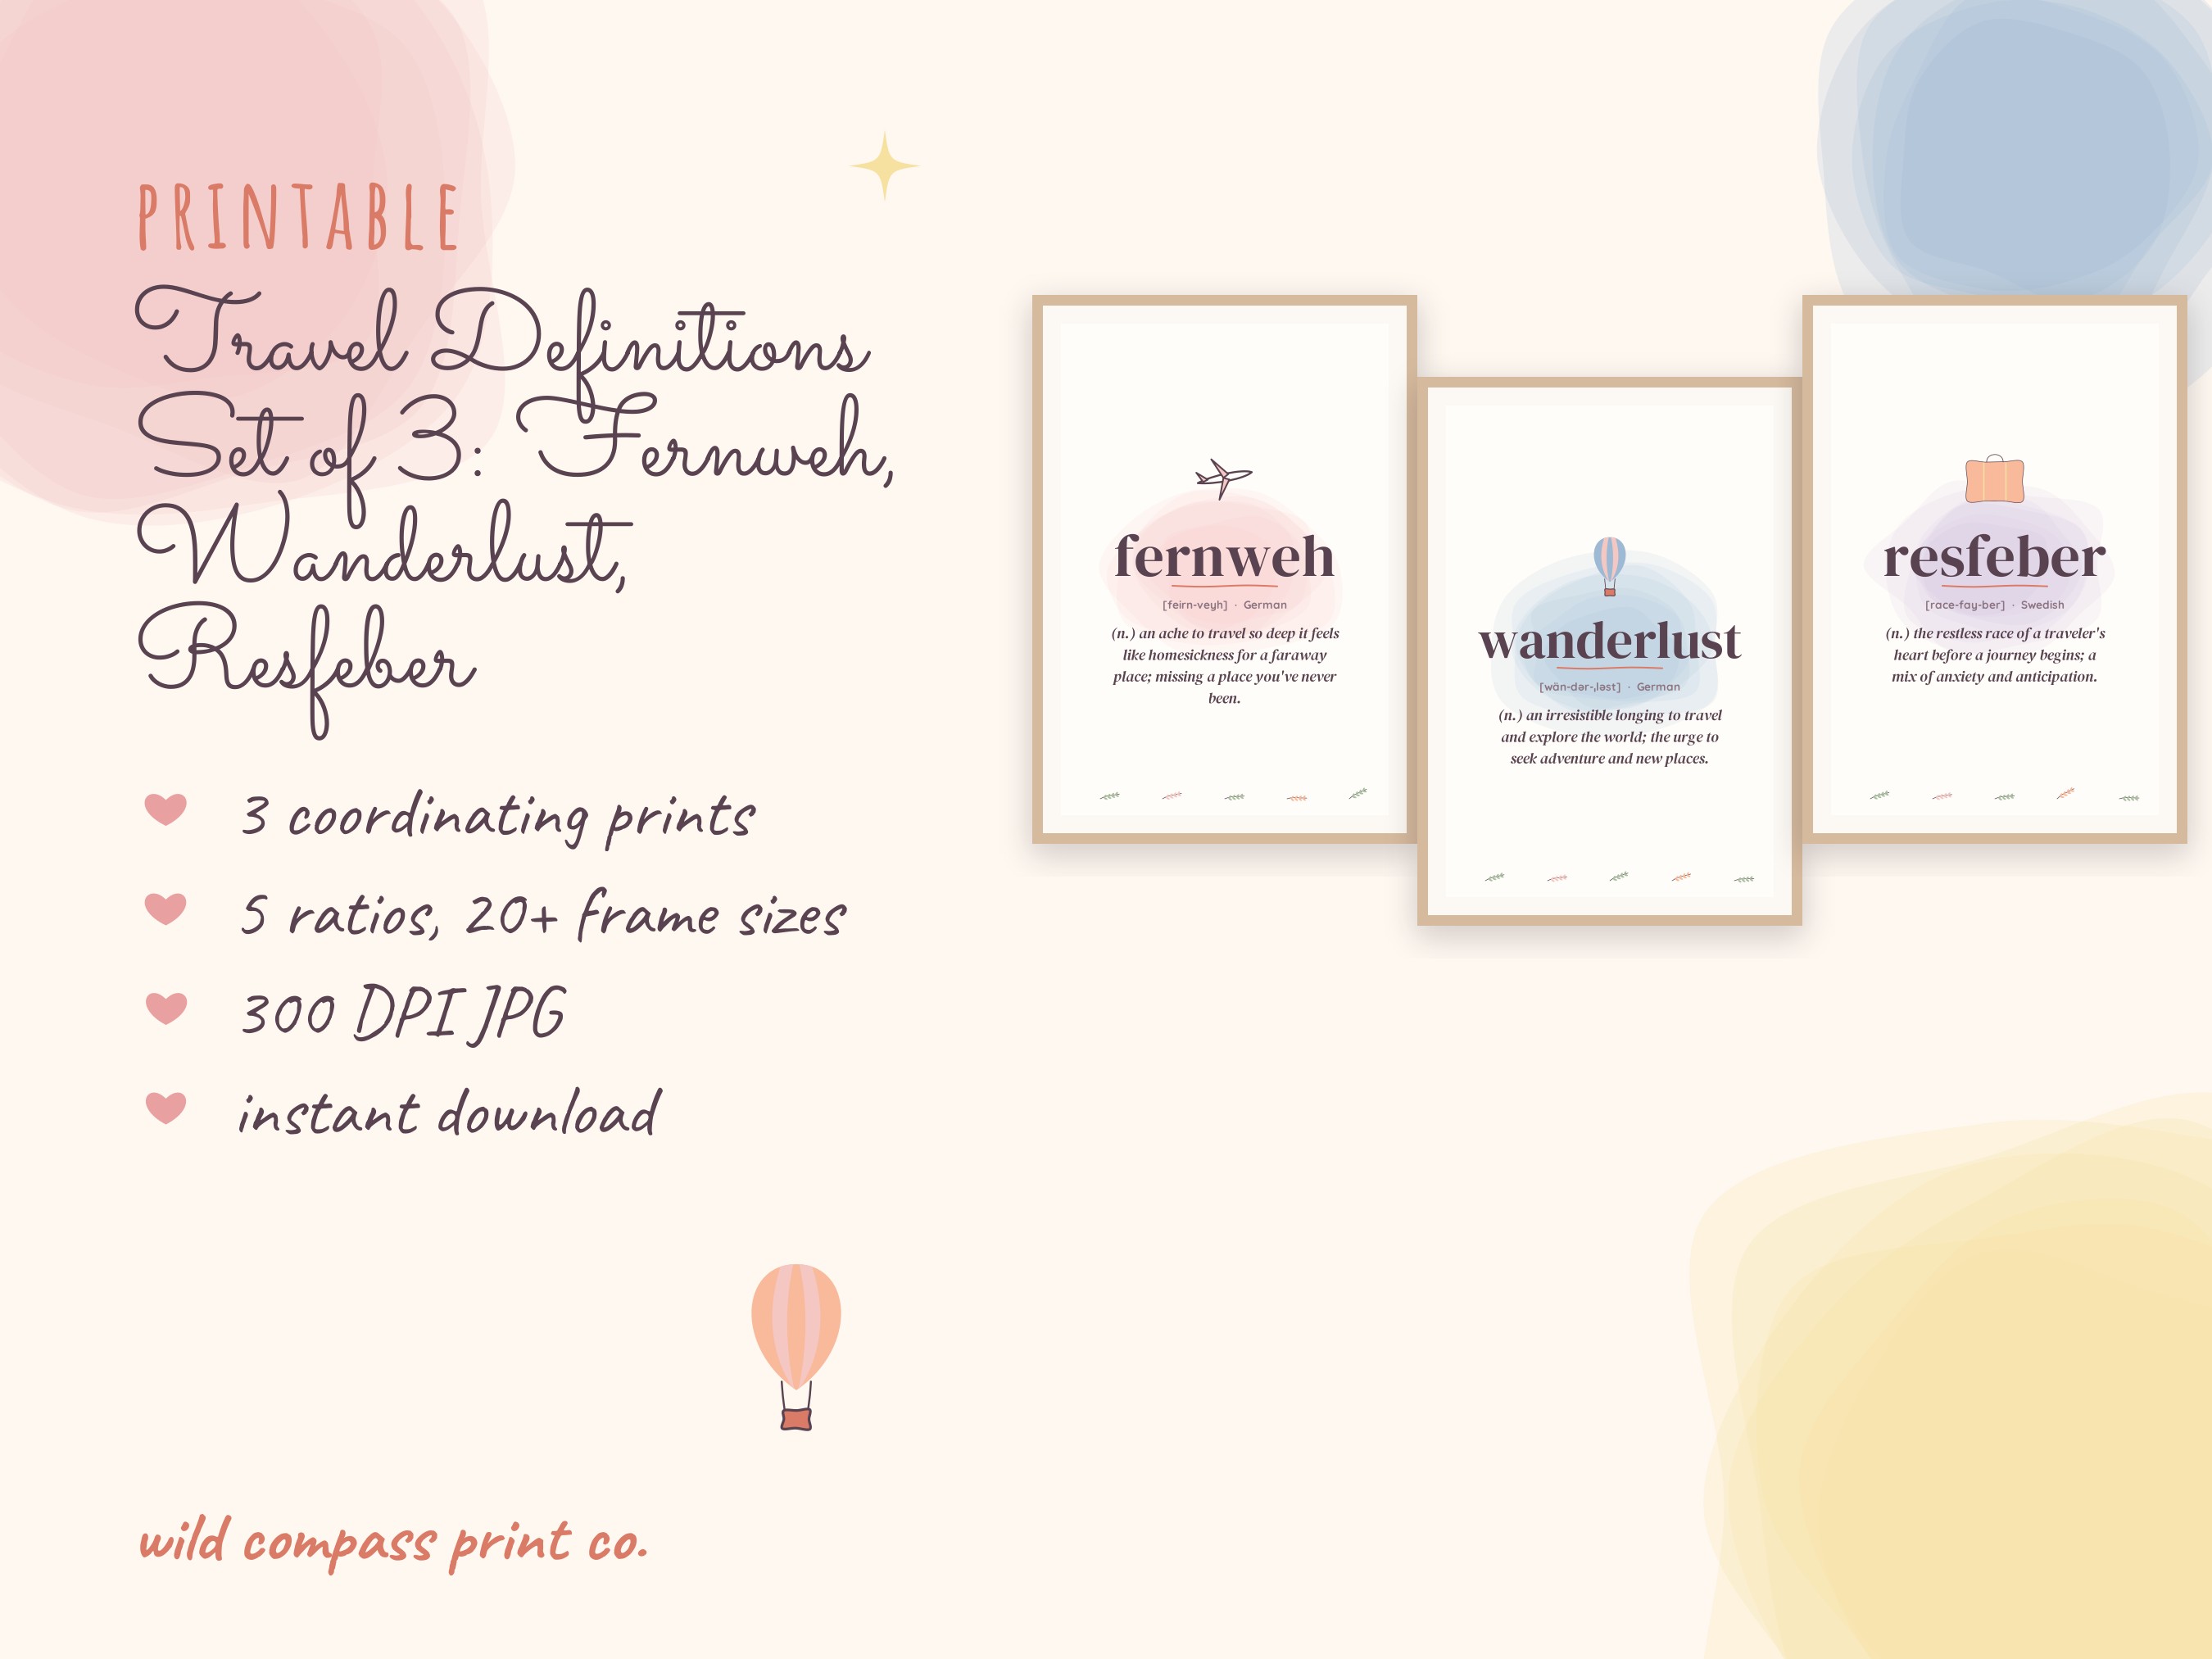 PRINTABLE
Travel Definitions
Set of 3: Fernweh,
Wanderlust,
Resfeber
3 coordinating prints
5 ratios, 20+ frame sizes
300 DPI JPG
instant download
wild compass print co.
fernweh
[feirn-veyh] · German
(n.) an ache to travel so deep it feels
like homesickness for a faraway
place; missing a place you've never
been.
wanderlust
[wän-dər-ˌləst] · German
(n.) an irresistible longing to travel
and explore the world; the urge to
seek adventure and new places.
resfeber
[race-fay-ber] · Swedish
(n.) the restless race of a traveler's
heart before a journey begins; a
mix of anxiety and anticipation.